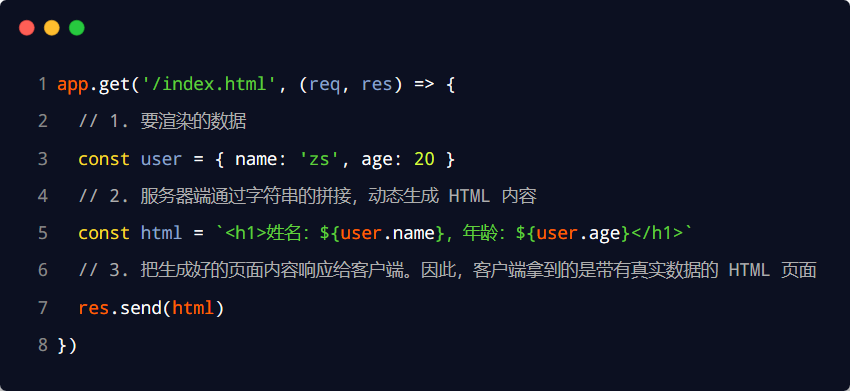 1 app.get('/index.html', (req, res) => {
2 // 1. 要渲染的数据
3 const user = { name: 'zs', age: 20 }
4 // 2. 服务器端通过字符串的拼接，动态生成 HTML 内容
5 const html = `<h1>姓名：${user.name}，年龄：${user.age}</h1>`
6 // 3. 把生成好的页面内容响应给客户端。因此，客户端拿到的是带有真实数据的 HTML 页面
7 res.send(html)
8 })